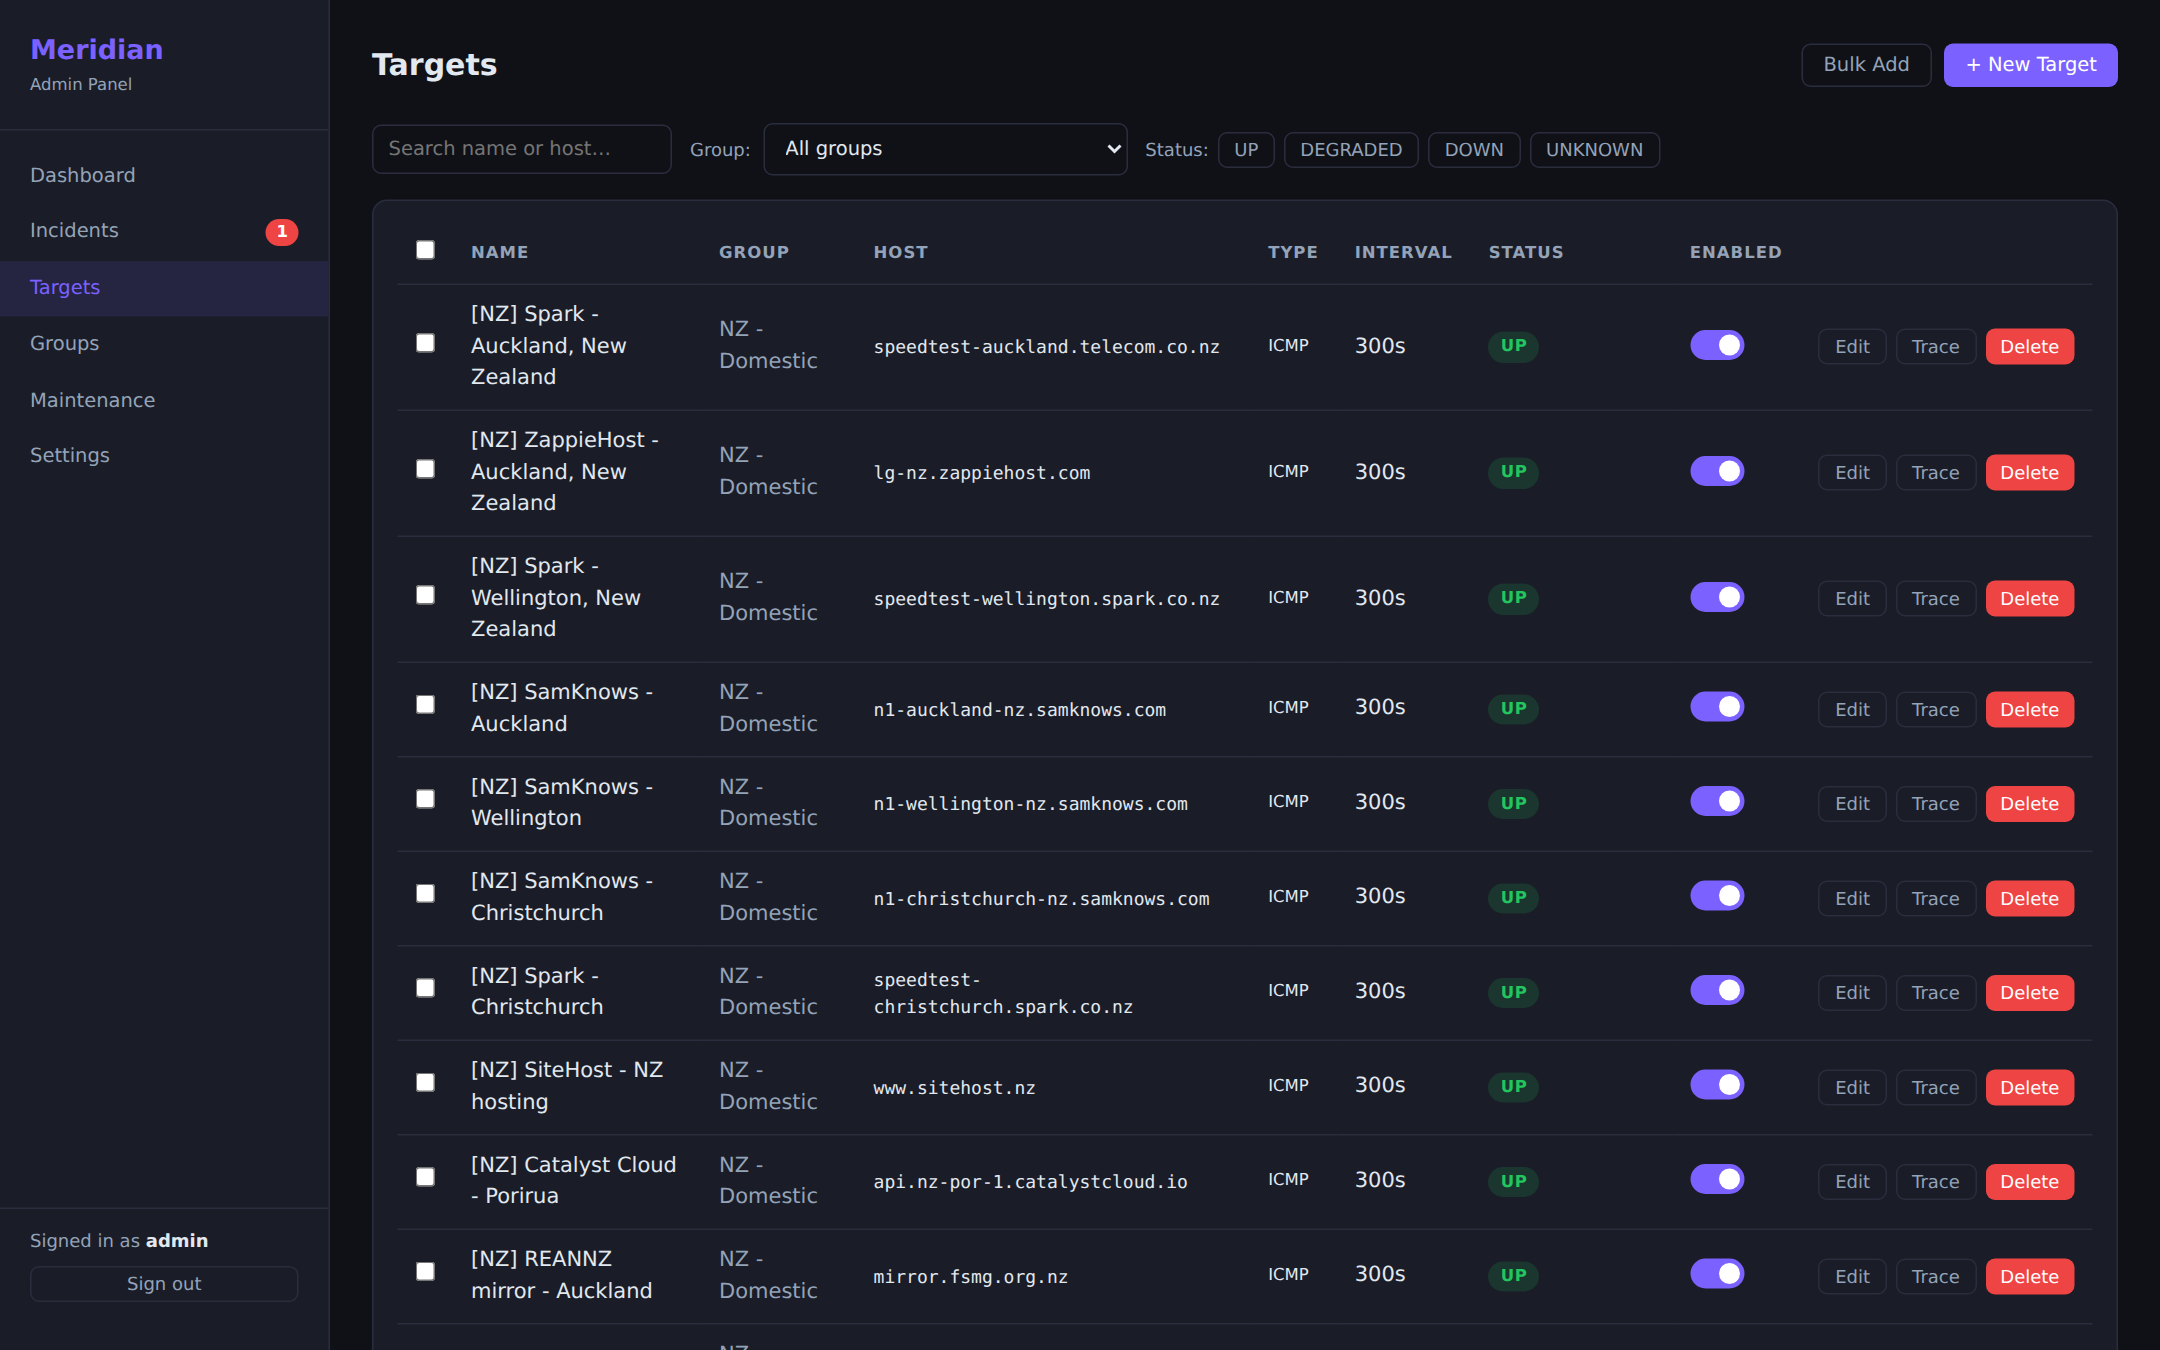 Meridian
Admin Panel
Dashboard
Incidents 1
Targets
Groups
Maintenance
Settings
Signed in as admin
Sign out
Targets
Bulk Add + New Target
Search name or host... Group: All groups Status: UP DEGRADED DOWN UNKNOWN
NAME GROUP HOST TYPE INTERVAL STATUS ENABLED
[NZ] Spark -
Auckland, New
Zealand
NZ -
Domestic
speedtest-auckland.telecom.co.nz ICMP 300s UP Edit Trace Delete
[NZ] ZappieHost -
Auckland, New
Zealand
NZ -
Domestic
lg-nz.zappiehost.com ICMP 300s UP Edit Trace Delete
[NZ] Spark -
Wellington, New
Zealand
NZ -
Domestic
speedtest-wellington.spark.co.nz ICMP 300s UP Edit Trace Delete
[NZ] SamKnows -
Auckland
NZ -
Domestic
n1-auckland-nz.samknows.com ICMP 300s UP Edit Trace Delete
[NZ] SamKnows -
Wellington
NZ -
Domestic
n1-wellington-nz.samknows.com ICMP 300s UP Edit Trace Delete
[NZ] SamKnows -
Christchurch
NZ -
Domestic
n1-christchurch-nz.samknows.com ICMP 300s UP Edit Trace Delete
[NZ] Spark -
Christchurch
NZ -
Domestic
speedtest-
christchurch.spark.co.nz
ICMP 300s UP Edit Trace Delete
[NZ] SiteHost - NZ
hosting
NZ -
Domestic
www.sitehost.nz ICMP 300s UP Edit Trace Delete
[NZ] Catalyst Cloud
- Porirua
NZ -
Domestic
api.nz-por-1.catalystcloud.io ICMP 300s UP Edit Trace Delete
[NZ] REANNZ
mirror - Auckland
NZ -
Domestic
mirror.fsmg.org.nz ICMP 300s UP Edit Trace Delete